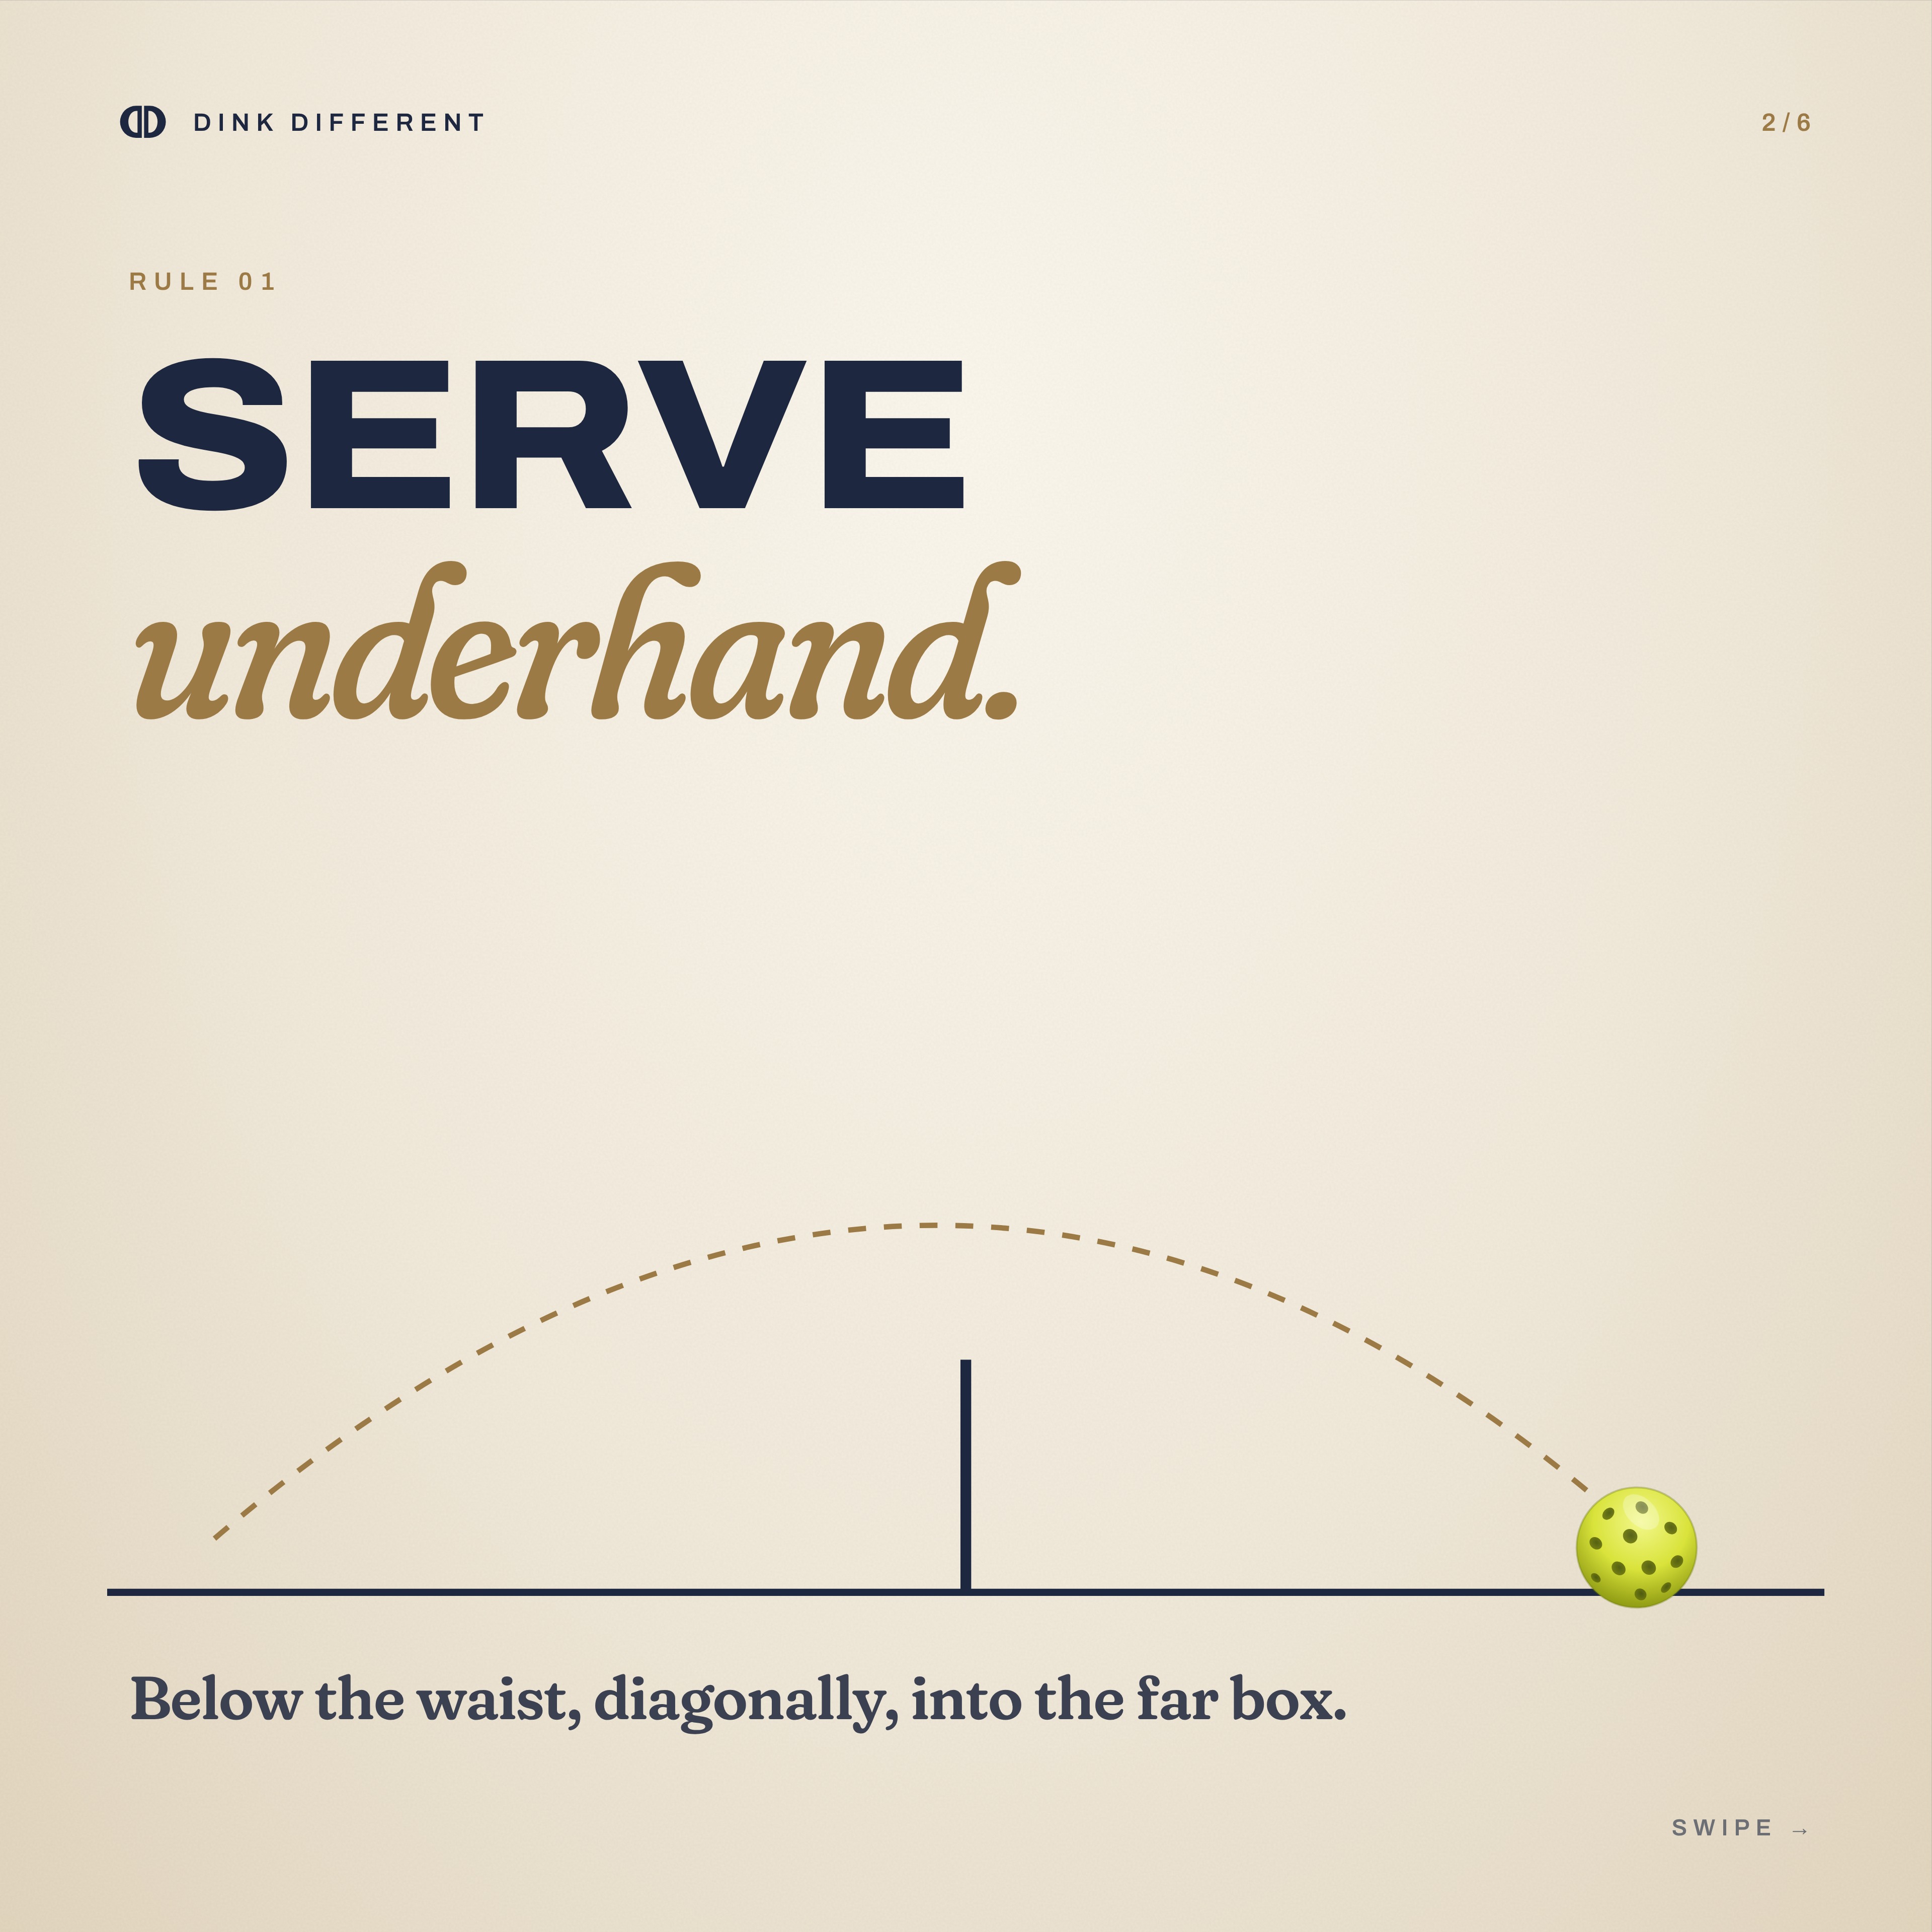 DINK DIFFERENT
2/6
RULE 01
SERVE
underhand.
Below the waist, diagonally, into the far box.
SWIPE →